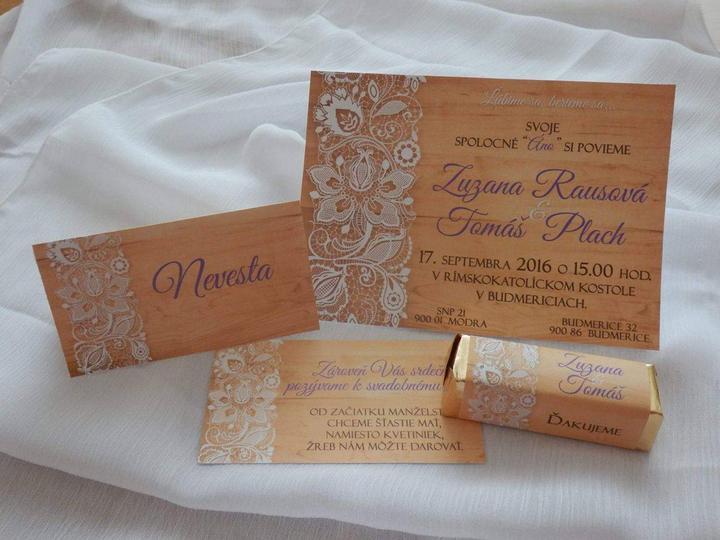 Ľúbime sa, berieme sa...
SVOJE
SPOLOČNÉ "Áno" SI POVIEME
Zuzana Rausová
&
Tomáš Plach
17. SEPTEMBRA 2016 O 15.00 HOD.
V RÍMSKOKATOLÍCKOM KOSTOLE
V BUDMERICIACH.
SNP 21
900 01 MODRA
BUDMERICE 32
900 86 BUDMERICE
Nevesta
Zároveň Vás srdečn
pozývame k svadobnému
OD ZAČIATKU MANŽELST
CHCEME ŠŤASTIE MAŤ,
NAMIESTO KVETINIEK,
ŽREB NÁM MÔŽTE DAROVAŤ.
Zuzana
Tomáš
ĎAKUJEME